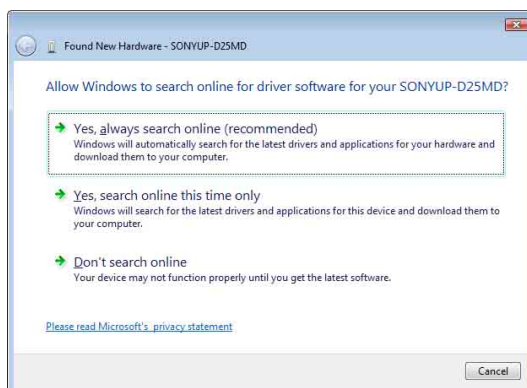 Found New Hardware - SONYUP-D25MD
Allow Windows to search online for driver software for your SONYUP-D25MD?
Yes, always search online (recommended)
Windows will automatically search for the latest drivers and applications for your hardware and
download them to your computer.
Yes, search online this time only
Windows will search for the latest drivers and applications for this device and download them to
your computer.
Don't search online
Your device may not function properly until you get the latest software.
Please read Microsoft's privacy statement
Cancel